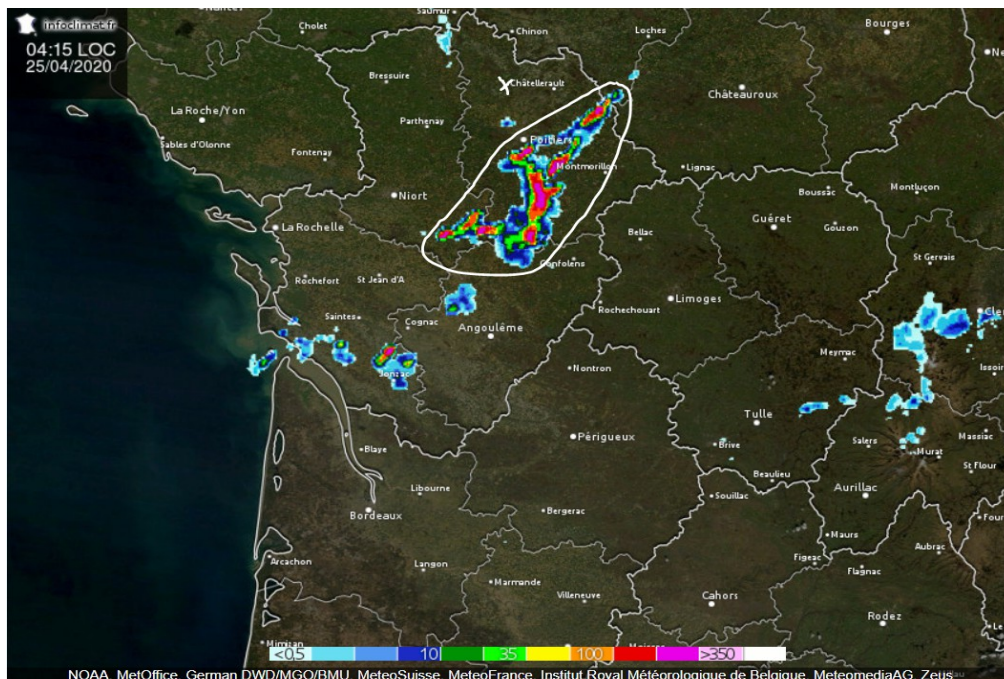 infoclimat.fr
04:15 LOC
25/04/2020
Cholet
Saumur
Chinon
Loches
Bourges
Bressuire
Châtellerault
Châteauroux
La Roche/Yon
Parthenay
Poitiers
Sables d'Olonne
Fontenay
Montmorillon
Lignac
Niort
Boussac
Montluçon
La Rochelle
Bellac
Guéret
Gouzon
Confolens
St Gervais
Rochefort
St Jean d'A
Limoges
Saintes
Cognac
Angoulême
Rochechouart
Meymac
Issoir
Jonzac
Nontron
Tulle
Périgueux
Brive
Salers
Massiac
Murat
Blaye
Beaulieu
St Flour
Libourne
Souillac
Aurillac
Bergerac
Bordeaux
Maurs
Arcachon
Langon
Figeac
Aubrac
Flagnac
Marmande
Villeneuve
Cahors
Rodez
Mimizan
<0,5 10 35 100 >350
NOAA, MetOffice, German DWD/MGO/BMU, MeteoSuisse, MeteoFrance, Institut Royal Météorologique de Belgique, MeteomediaAG, Zeus